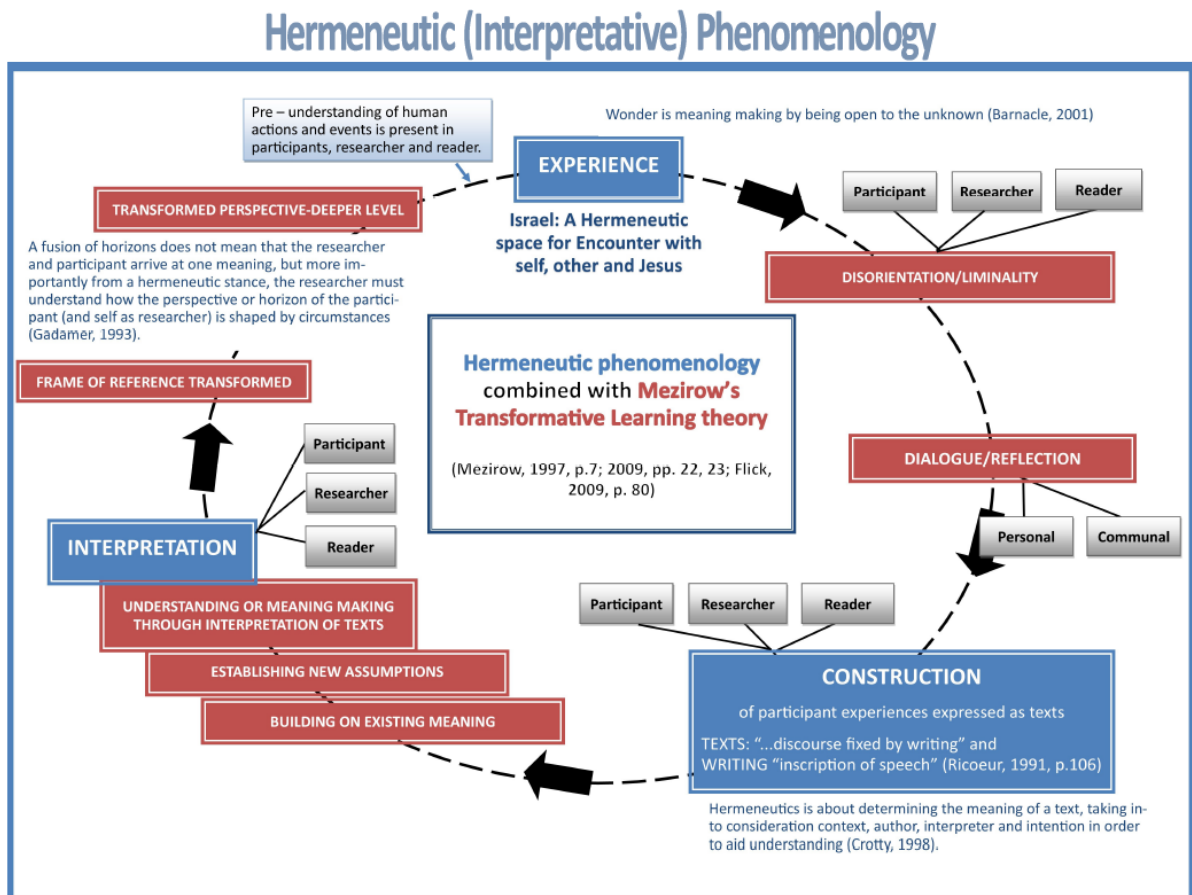 Hermeneutic (Interpretative) Phenomenology
Pre – understanding of human
actions and events is present in
participants, researcher and reader.
Wonder is meaning making by being open to the unknown (Barnacle, 2001)
EXPERIENCE
Israel: A Hermeneutic
space for Encounter with
self, other and Jesus
Participant
Researcher
Reader
DISORIENTATION/LIMINALITY
TRANSFORMED PERSPECTIVE-DEEPER LEVEL
A fusion of horizons does not mean that the researcher
and participant arrive at one meaning, but more im-
portantly from a hermeneutic stance, the researcher must
understand how the perspective or horizon of the partici-
pant (and self as researcher) is shaped by circumstances
(Gadamer, 1993).
FRAME OF REFERENCE TRANSFORMED
Hermeneutic phenomenology
combined with Mezirow’s
Transformative Learning theory
(Mezirow, 1997, p.7; 2009, pp. 22, 23; Flick,
2009, p. 80)
DIALOGUE/REFLECTION
Personal
Communal
Participant
Researcher
Reader
INTERPRETATION
UNDERSTANDING OR MEANING MAKING
THROUGH INTERPRETATION OF TEXTS
ESTABLISHING NEW ASSUMPTIONS
BUILDING ON EXISTING MEANING
Participant
Researcher
Reader
CONSTRUCTION
of participant experiences expressed as texts
TEXTS: “...discourse fixed by writing” and
WRITING “inscription of speech” (Ricoeur, 1991, p.106)
Hermeneutics is about determining the meaning of a text, taking in-
to consideration context, author, interpreter and intention in order
to aid understanding (Crotty, 1998).